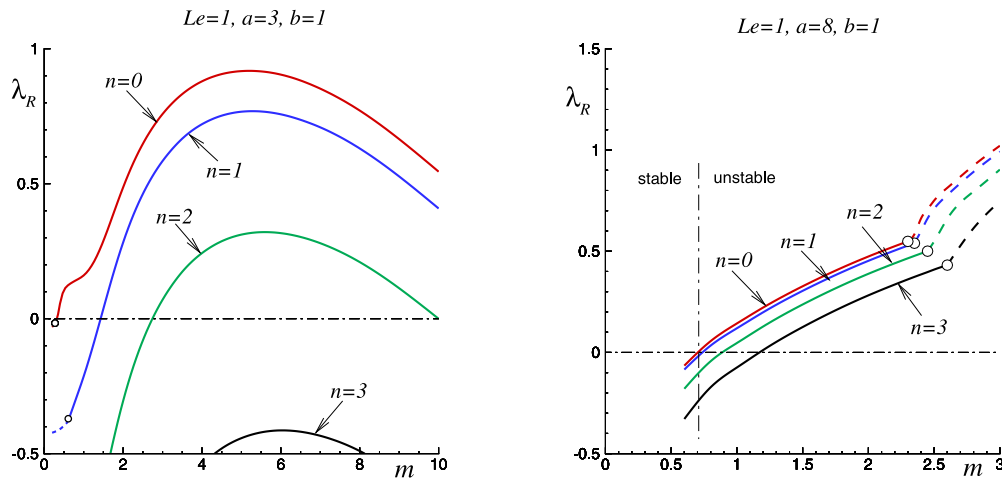 Le=1, a=3, b=1
λR
1
0.5
0
-0.5
n=0
n=1
n=2
n=3
0
2
4
6
8
10
m
Le=1, a=8, b=1
λR
1.5
1
0.5
0
-0.5
stable
unstable
n=0
n=1
n=2
n=3
0
0.5
1
1.5
2
2.5
3
m